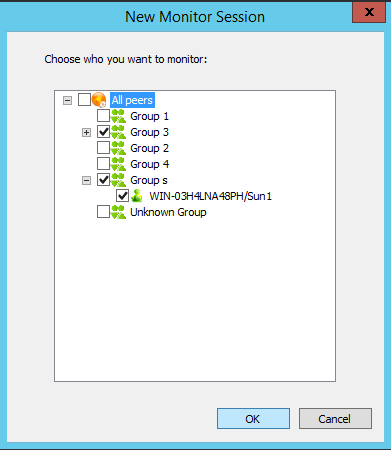 New Monitor Session
Choose who you want to monitor:
All peers
Group 1
Group 3
Group 2
Group 4
Group s
WIN-03H4LNA48PH/Sun1
Unknown Group
OK
Cancel